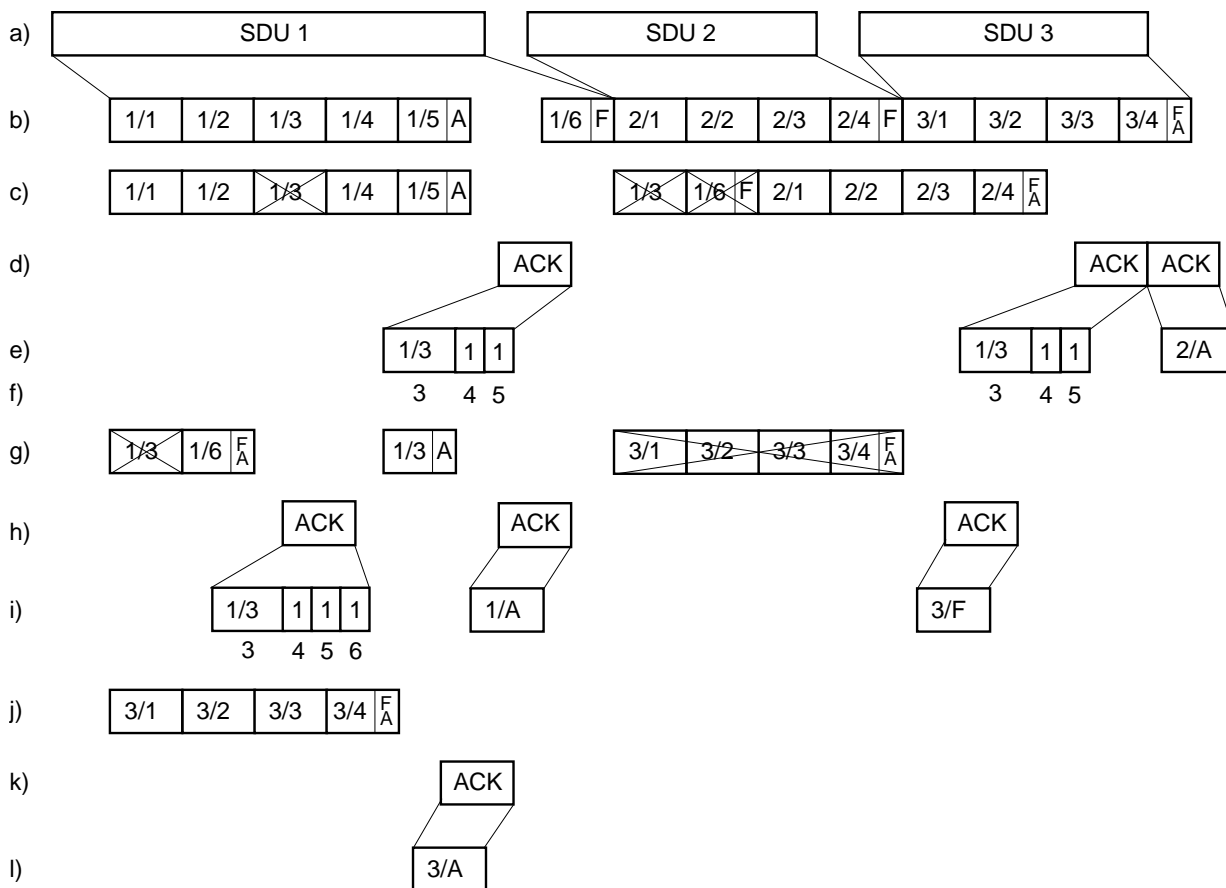 a) SDU 1 SDU 2 SDU 3
b) 1/1 1/2 1/3 1/4 1/5 A 1/6 F 2/1 2/2 2/3 2/4 F 3/1 3/2 3/3 3/4 F A
c) 1/1 1/2 1/3 1/4 1/5 A 1/3 1/6 F 2/1 2/2 2/3 2/4 F A
d) ACK ACK ACK
e) 1/3 1 1 1/3 1 1 2/A
f) 3 4 5 3 4 5
g) 1/3 1/6 F A 1/3 A 3/1 3/2 3/3 3/4 F A
h) ACK ACK ACK
i) 1/3 1 1 1 1/A 3/F
3 4 5 6
j) 3/1 3/2 3/3 3/4 F A
k) ACK
l) 3/A